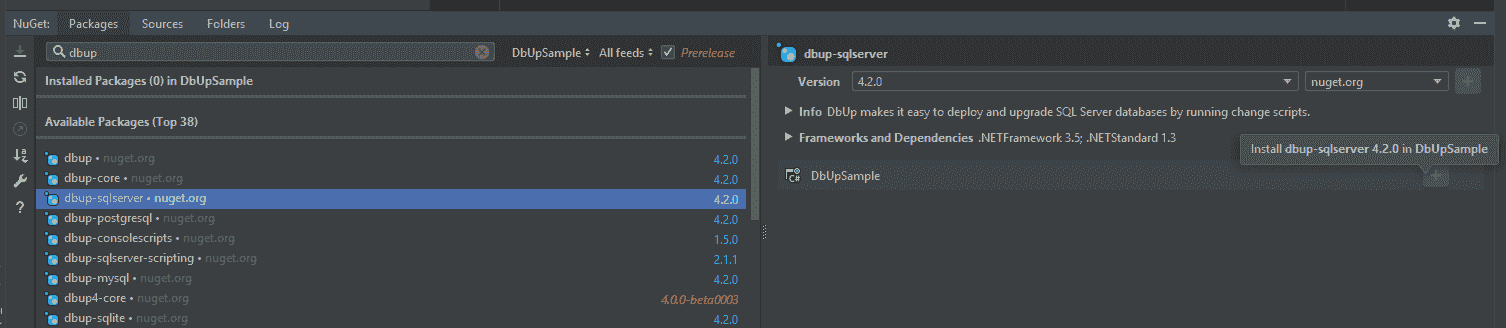 NuGet: Packages Sources Folders Log
dbup DbUpSample All feeds Prerelease
Installed Packages (0) in DbUpSample
Available Packages (Top 38)
dbup • nuget.org 4.2.0
dbup-core • nuget.org 4.2.0
dbup-sqlserver • nuget.org 4.2.0
dbup-postgresql • nuget.org 4.2.0
dbup-consolescripts • nuget.org 1.5.0
dbup-sqlserver-scripting • nuget.org 2.1.1
dbup-mysql • nuget.org 4.2.0
dbup4-core • nuget.org 4.0.0-beta0003
dbup-sqlite • nuget.org 4.2.0
dbup-sqlserver
Version 4.2.0 nuget.org
Info DbUp makes it easy to deploy and upgrade SQL Server databases by running change scripts.
Frameworks and Dependencies .NETFramework 3.5; .NETStandard 1.3
Install dbup-sqlserver 4.2.0 in DbUpSample
C# DbUpSample